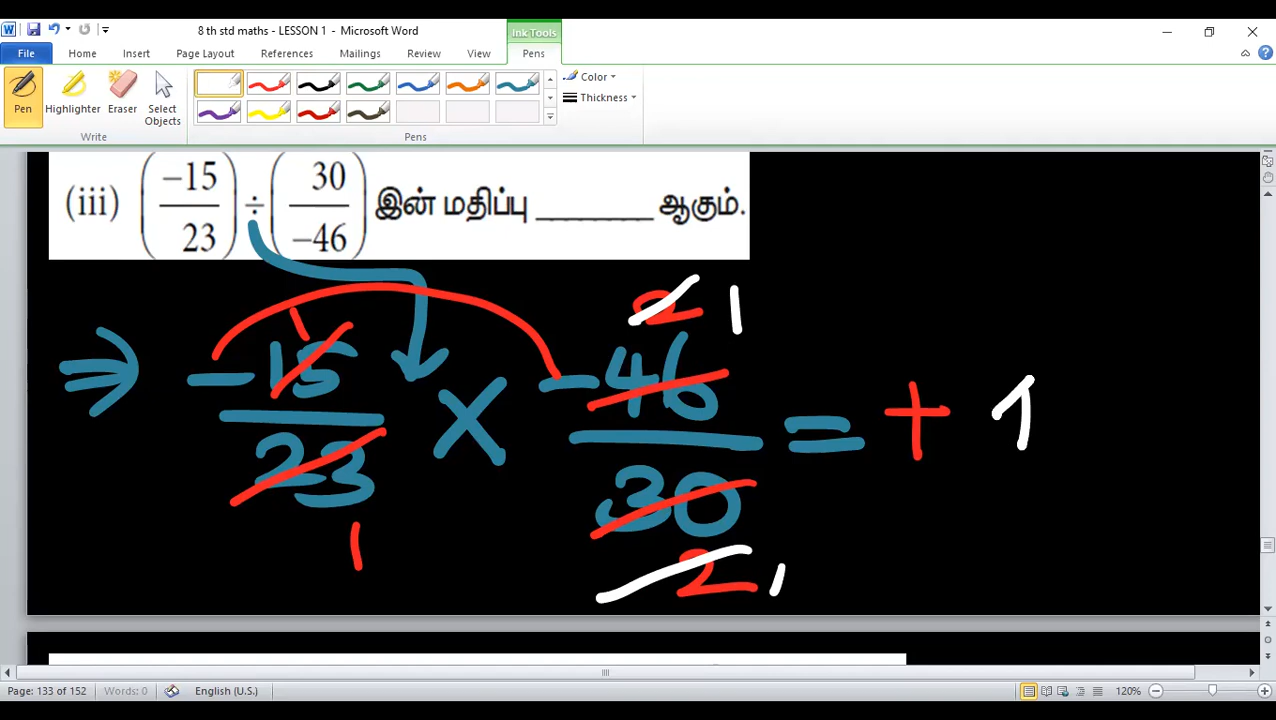 8 th std maths - LESSON 1 - Microsoft Word
Ink Tools
File Home Insert Page Layout References Mailings Review View Pens
Pen Highlighter Eraser Select Objects
Color
Thickness
Write Pens
(iii) (-15/23) ÷ (30/-46) இன் மதிப்பு ________ ஆகும்.
2 1
1
⇒ -15/23 × -46/30 = + 1
1 2 1
Page: 133 of 152 Words: 0 English (U.S.) 120%